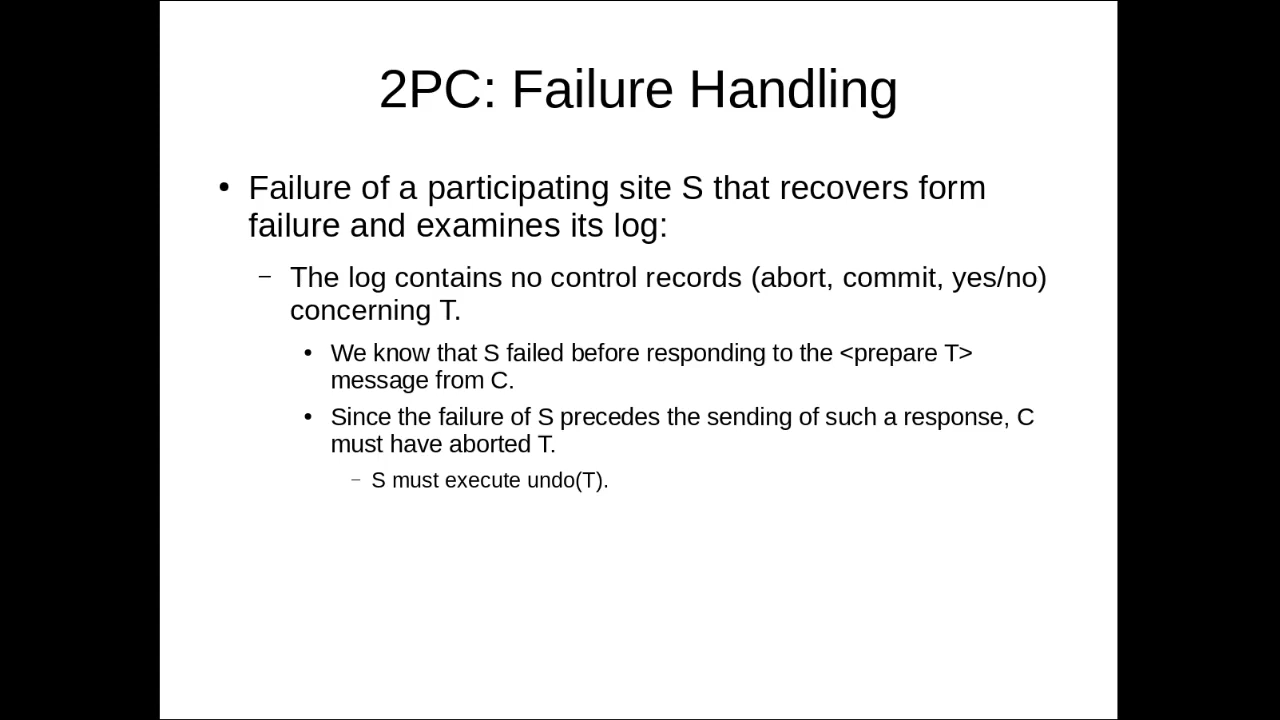 2PC: Failure Handling
• Failure of a participating site S that recovers form
failure and examines its log:
– The log contains no control records (abort, commit, yes/no)
concerning T.
• We know that S failed before responding to the <prepare T>
message from C.
• Since the failure of S precedes the sending of such a response, C
must have aborted T.
– S must execute undo(T).